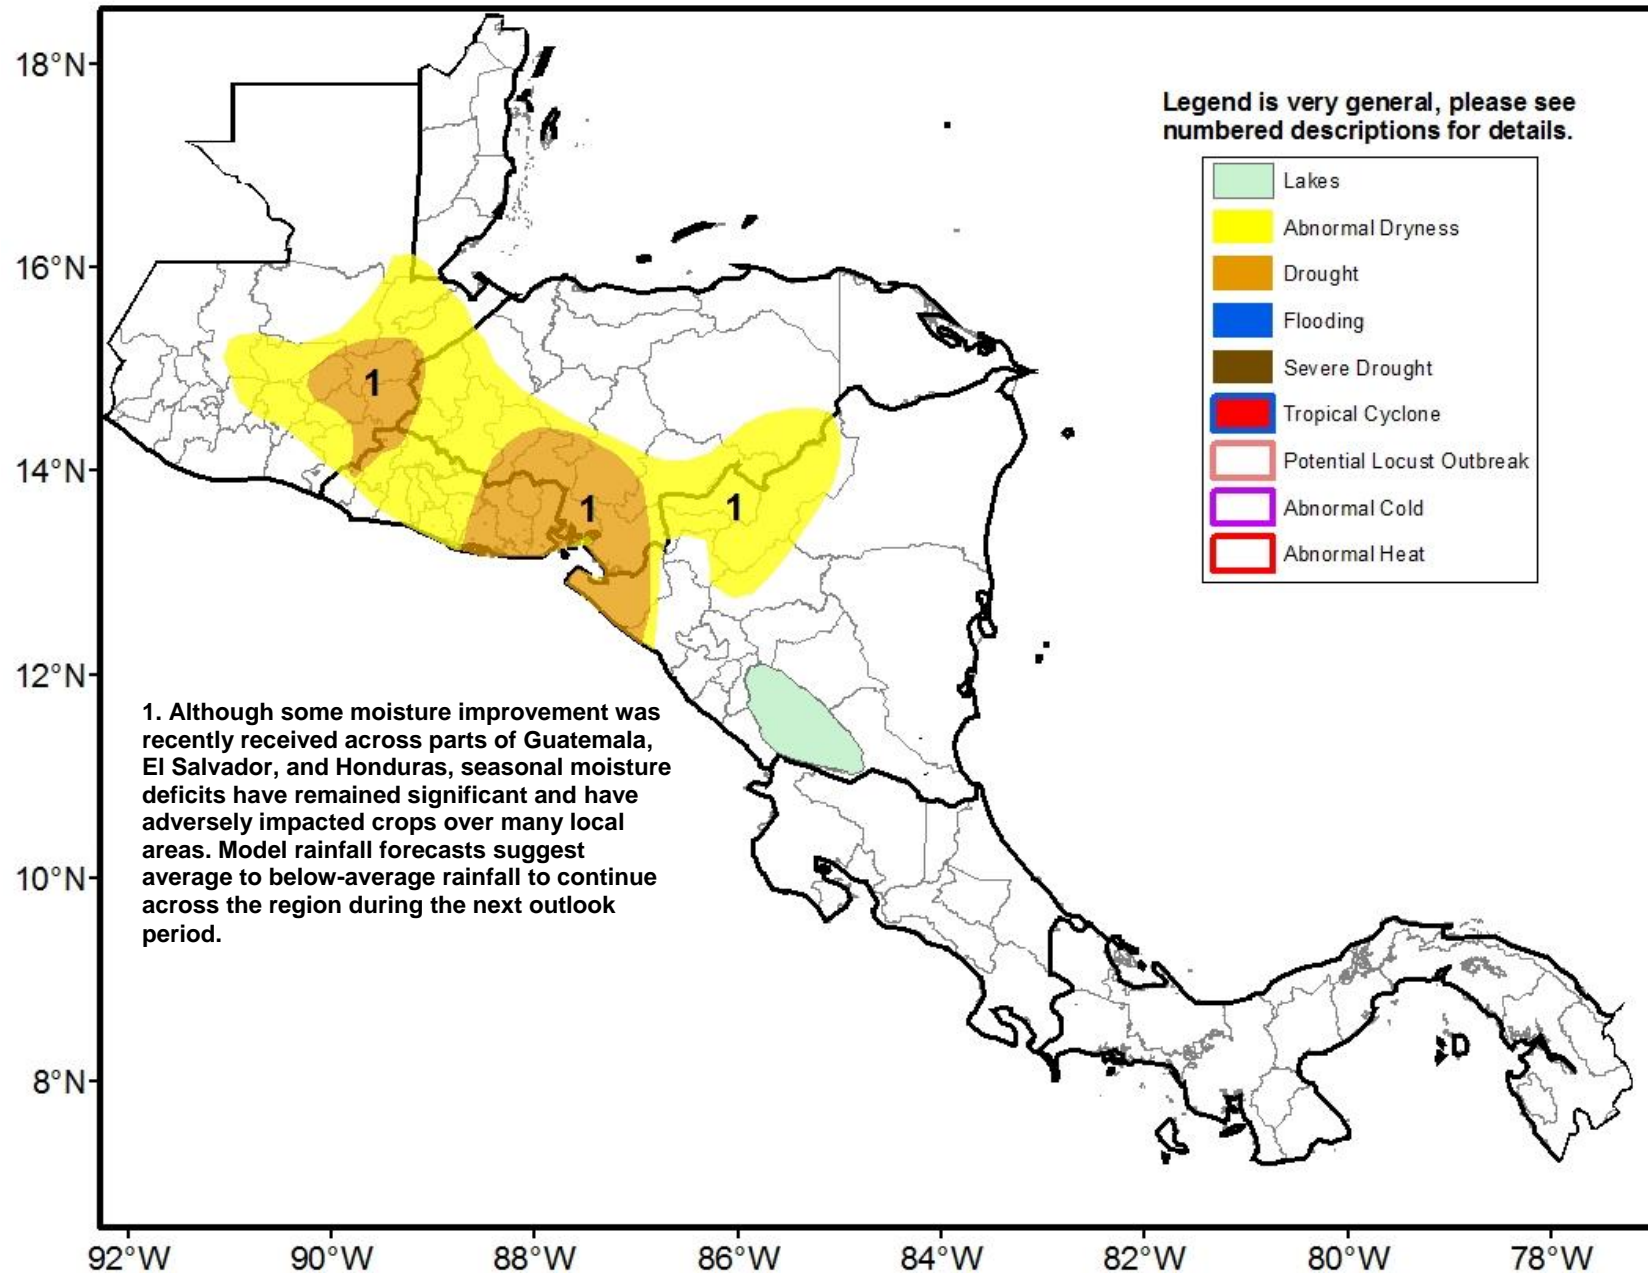 18°N
16°N
14°N
12°N
10°N
8°N
Legend is very general, please see
numbered descriptions for details.
Lakes
Abnormal Dryness
Drought
Flooding
Severe Drought
Tropical Cyclone
Potential Locust Outbreak
Abnormal Cold
Abnormal Heat
1
1
1
1. Although some moisture improvement was
recently received across parts of Guatemala,
El Salvador, and Honduras, seasonal moisture
deficits have remained significant and have
adversely impacted crops over many local
areas. Model rainfall forecasts suggest
average to below-average rainfall to continue
across the region during the next outlook
period.
92°W
90°W
88°W
86°W
84°W
82°W
80°W
78°W